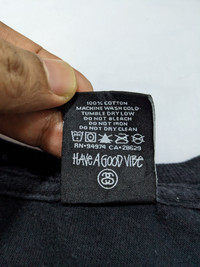 100% COTTON
MACHINE WASH COLD
TUMBLE DRY LOW
DO NOT BLEACH
DO NOT IRON
DO NOT DRY CLEAN
RN•94974 CA•28629
HAVE A GOOD VIBE